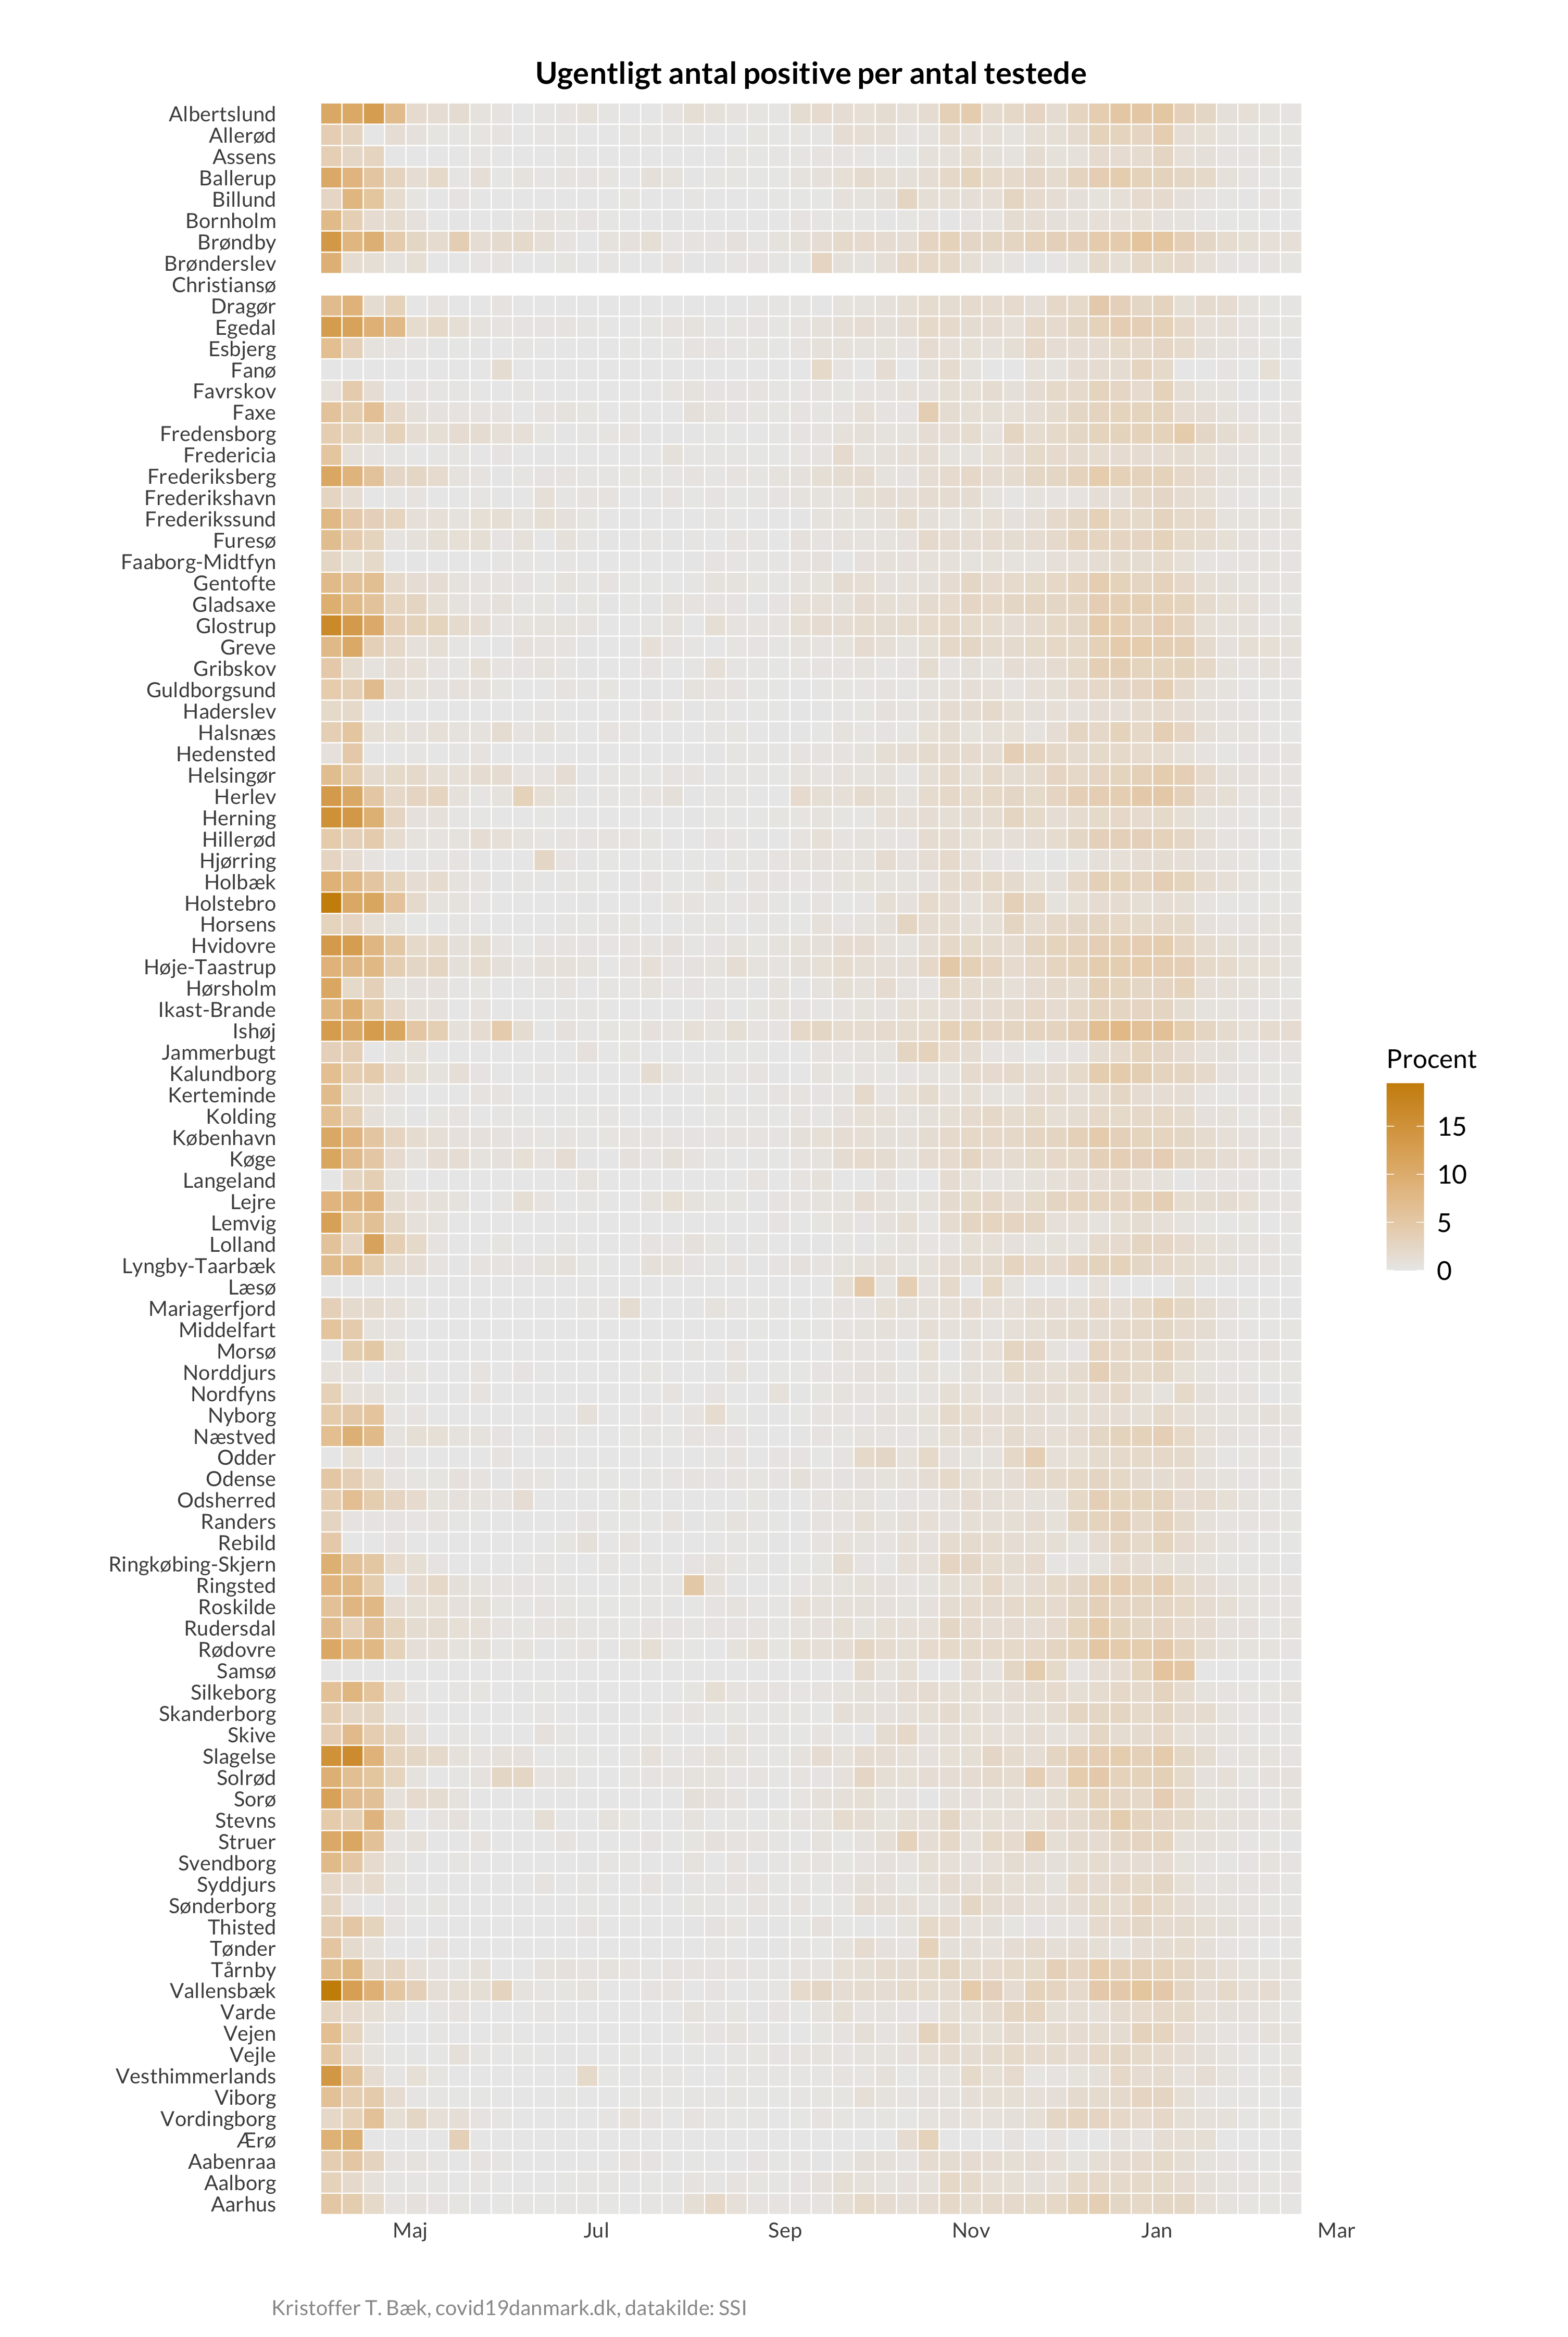 Ugentligt antal positive per antal testede
Albertslund
Allerød
Assens
Ballerup
Billund
Bornholm
Brøndby
Brønderslev
Christiansø
Dragør
Egedal
Esbjerg
Fanø
Favrskov
Faxe
Fredensborg
Fredericia
Frederiksberg
Frederikshavn
Frederikssund
Furesø
Faaborg-Midtfyn
Gentofte
Gladsaxe
Glostrup
Greve
Gribskov
Guldborgsund
Haderslev
Halsnæs
Hedensted
Helsingør
Herlev
Herning
Hillerød
Hjørring
Holbæk
Holstebro
Horsens
Hvidovre
Høje-Taastrup
Hørsholm
Ikast-Brande
Ishøj
Jammerbugt
Kalundborg
Kerteminde
Kolding
København
Køge
Langeland
Lejre
Lemvig
Lolland
Lyngby-Taarbæk
Læsø
Mariagerfjord
Middelfart
Morsø
Norddjurs
Nordfyns
Nyborg
Næstved
Odder
Odense
Odsherred
Randers
Rebild
Ringkøbing-Skjern
Ringsted
Roskilde
Rudersdal
Rødovre
Samsø
Silkeborg
Skanderborg
Skive
Slagelse
Solrød
Sorø
Stevns
Struer
Svendborg
Syddjurs
Sønderborg
Thisted
Tønder
Tårnby
Vallensbæk
Varde
Vejen
Vejle
Vesthimmerlands
Viborg
Vordingborg
Ærø
Aabenraa
Aalborg
Aarhus
Maj Jul Sep Nov Jan Mar
Procent
15
10
5
0
Kristoffer T. Bæk, covid19danmark.dk, datakilde: SSI